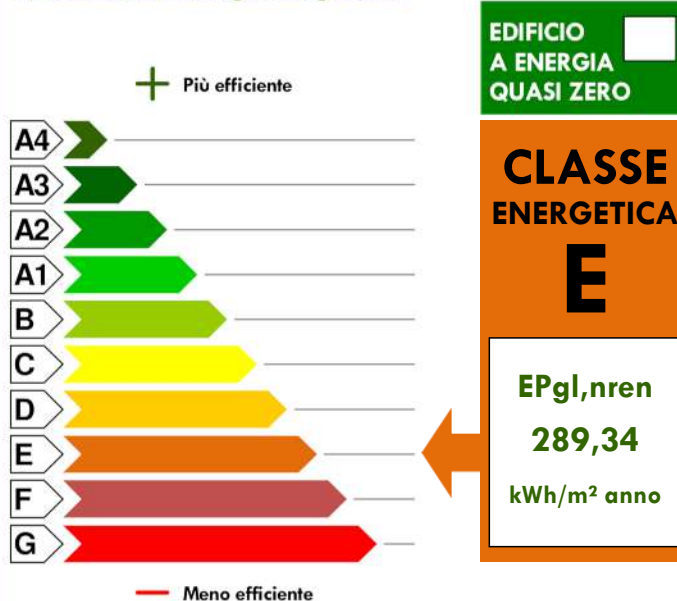 EDIFICIO
A ENERGIA
QUASI ZERO
Più efficiente
A4
A3
A2
A1
B
C
D
E
F
G
Meno efficiente
CLASSE
ENERGETICA
E
EPgl,nren
289,34
kWh/m² anno